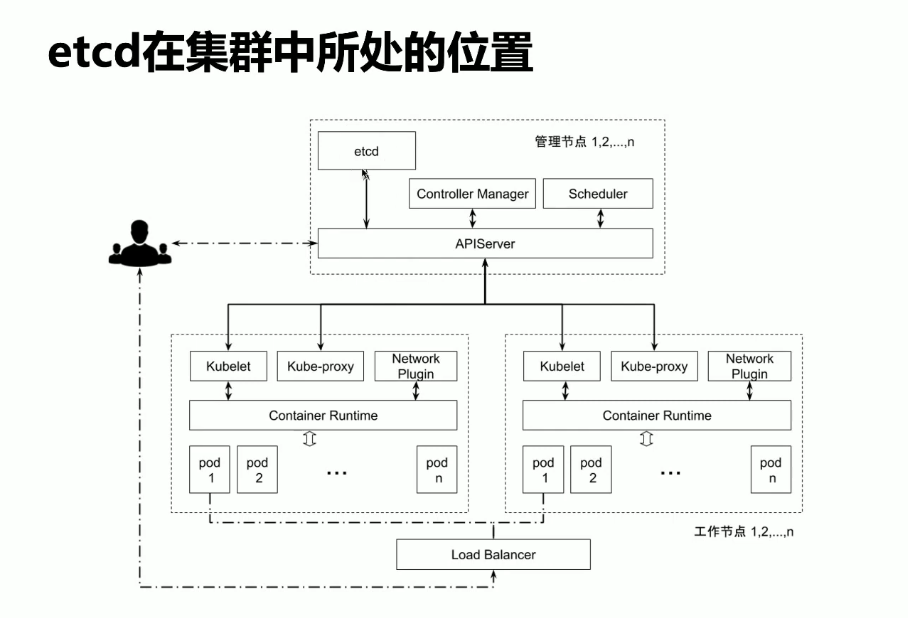 etcd在集群中所处的位置
etcd
管理节点 1,2,...,n
Controller Manager
Scheduler
APIServer
Kubelet
Kube-proxy
Network
Plugin
Container Runtime
pod
1
pod
2
...
pod
n
Kubelet
Kube-proxy
Network
Plugin
Container Runtime
pod
1
pod
2
...
pod
n
工作节点 1,2,...,n
Load Balancer